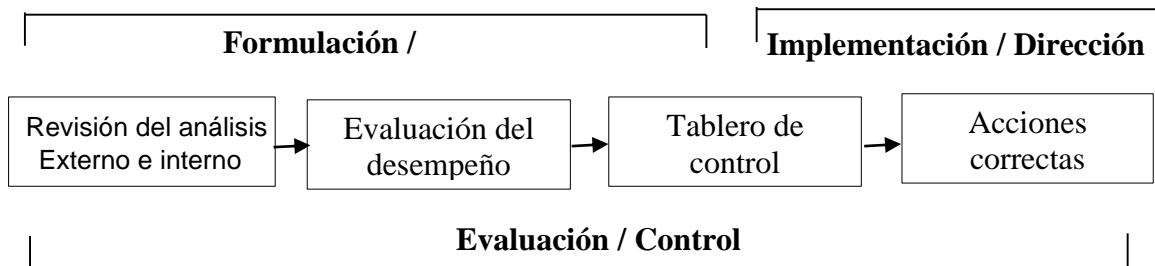 Formulación /
Implementación / Dirección
Revisión del análisis
Externo e interno
Evaluación del
desempeño
Tablero de
control
Acciones
correctas
Evaluación / Control